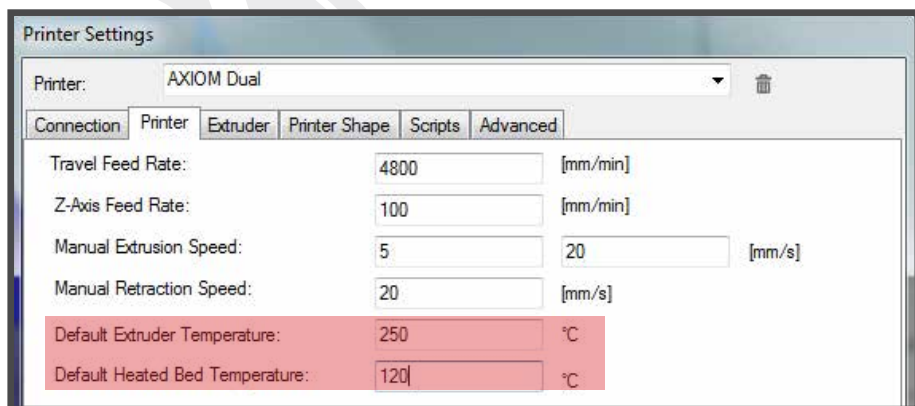 Printer Settings
Printer: AXIOM Dual
Connection Printer Extruder Printer Shape Scripts Advanced
Travel Feed Rate: 4800 [mm/min]
Z-Axis Feed Rate: 100 [mm/min]
Manual Extrusion Speed: 5 20 [mm/s]
Manual Retraction Speed: 20 [mm/s]
Default Extruder Temperature: 250 °C
Default Heated Bed Temperature: 120 °C